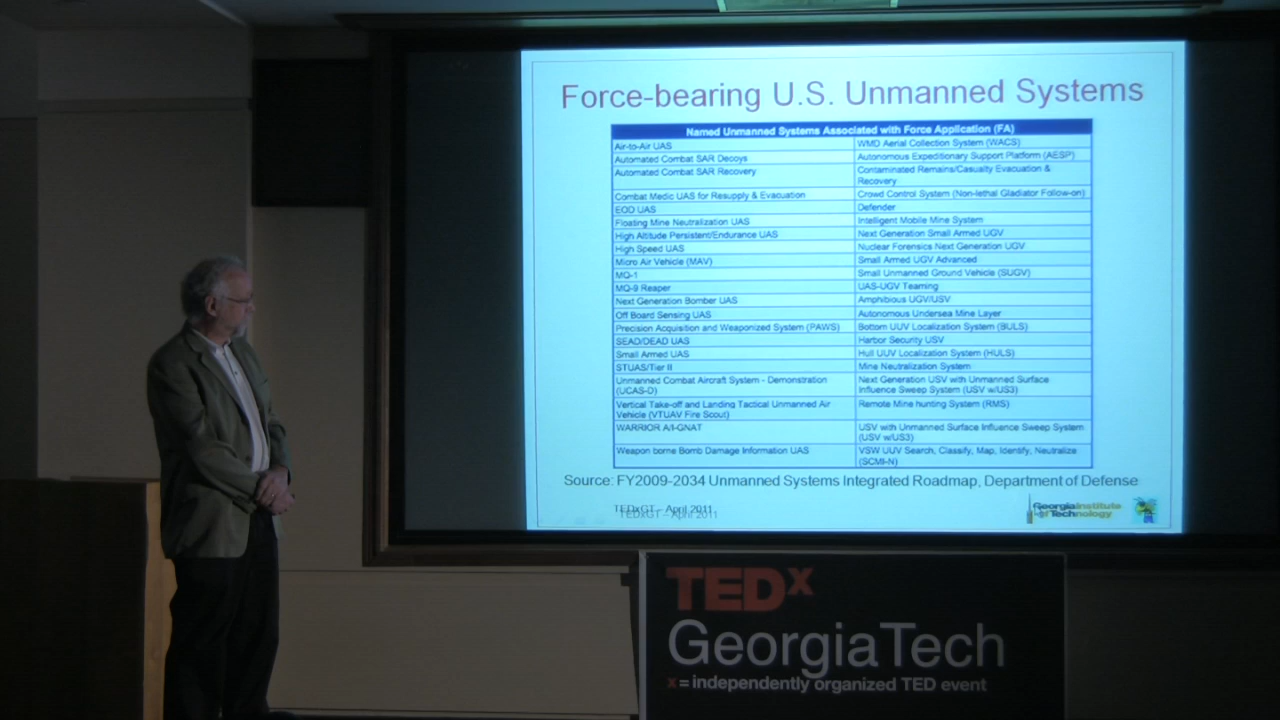 Force-bearing U.S. Unmanned Systems
Named Unmanned Systems Associated with Force Application (FA)
Air-to-Air UAS
WMD Aerial Collection System (WACS)
Automated Combat SAR Decoys
Autonomous Expeditionary Support Platform (AESP)
Automated Combat SAR Recovery
Contaminated Remains/Casualty Evacuation &
Recovery
Combat Medic UAS for Resupply & Evacuation
Crowd Control System (Non-lethal Gladiator Follow-on)
EOD UAS
Defender
Floating Mine Neutralization UAS
Intelligent Mobile Mine System
High Altitude Persistent/Endurance UAS
Next Generation Small Armed UGV
High Speed UAS
Nuclear Forensics Next Generation UGV
Micro Air Vehicle (MAV)
Small Armed UGV Advanced
MQ-1
Small Unmanned Ground Vehicle (SUGV)
MQ-9 Reaper
UAS-UGV Teaming
Next Generation Bomber UAS
Amphibious UGV/USV
Off Board Sensing UAS
Autonomous Undersea Mine Layer
Precision Acquisition and Weaponized System (PAWS)
Bottom UUV Localization System (BULS)
SEAD/DEAD UAS
Harbor Security USV
Small Armed UAS
Hull UUV Localization System (HULS)
STUAS/Tier II
Mine Neutralization System
Unmanned Combat Aircraft System - Demonstration
(UCAS-D)
Next Generation USV with Unmanned Surface
Influence Sweep System (USV w/US3)
Vertical Take-off and Landing Tactical Unmanned Air
Vehicle (VTUAV Fire Scout)
Remote Mine hunting System (RMS)
WARRIOR A/I-GNAT
USV with Unmanned Surface Influence Sweep System
(USV w/US3)
Weapon borne Bomb Damage Information UAS
VSW UUV Search, Classify, Map, Identify, Neutralize
(SCMI-N)
Source: FY2009-2034 Unmanned Systems Integrated Roadmap, Department of Defense
TEDxGT – April 2011
TEDxGT – April 2011
Georgia Institute
of Technology
TEDx
GeorgiaTech
x = independently organized TED event